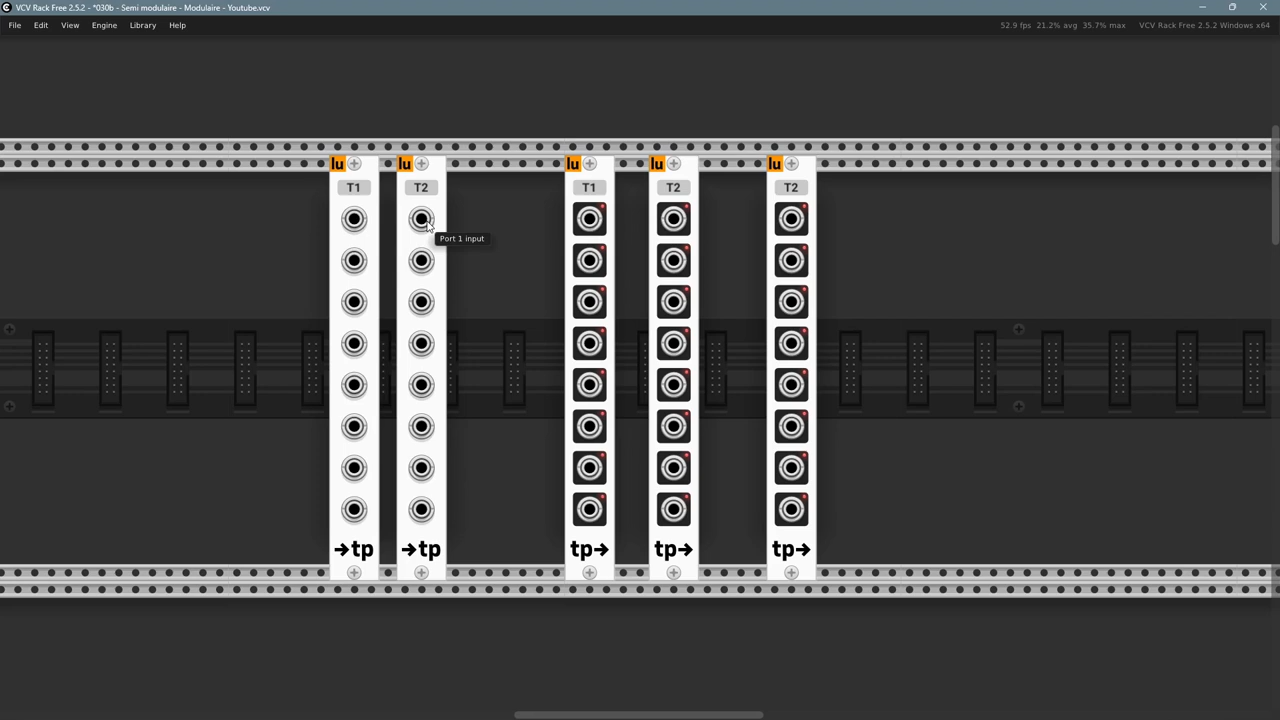 VCV Rack Free 2.5.2 - *030b - Semi modulaire - Modulaire - Youtube.vcv
File Edit View Engine Library Help
52.9 fps 21.2% avg 35.7% max VCV Rack Free 2.5.2 Windows x64
lu lu lu lu lu
T1 T2 T1 T2 T2
Port 1 input
→tp →tp tp→ tp→ tp→